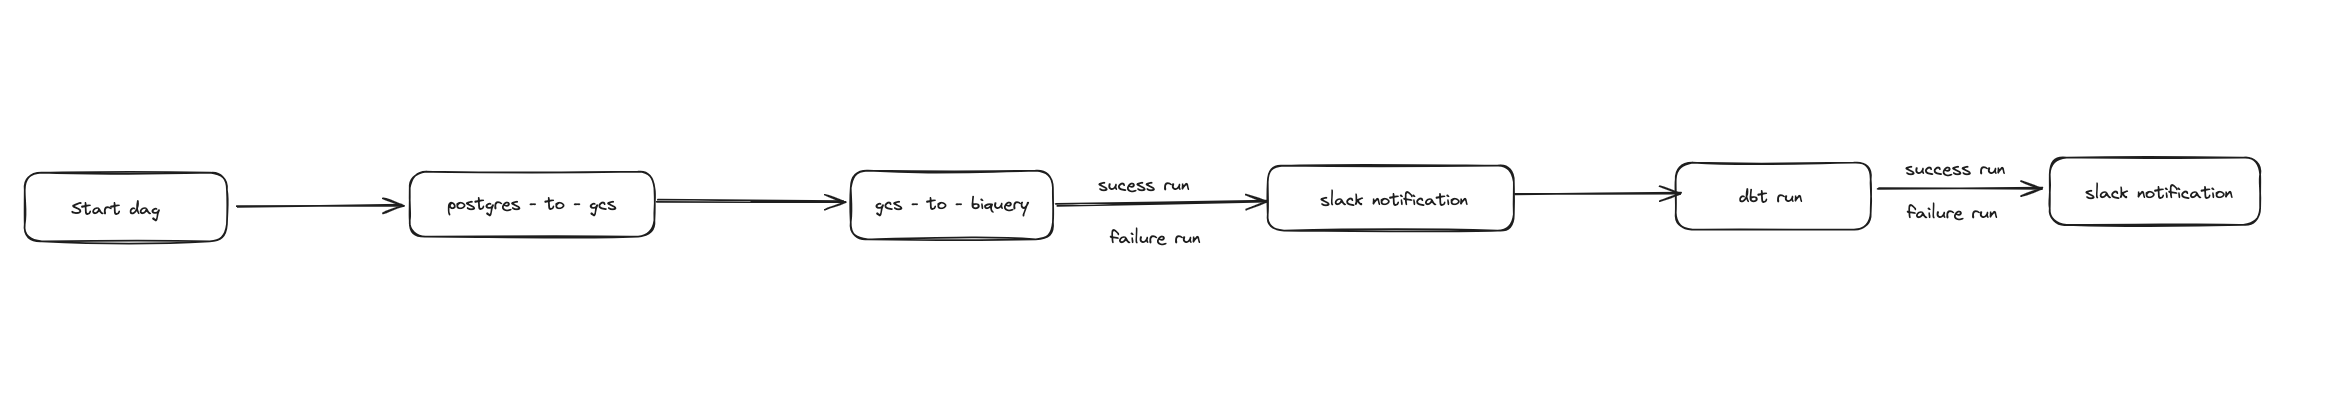 Start dag
postgres - to - gcs
gcs - to - biquery
sucess run
failure run
slack notification
dbt run
success run
failure run
slack notification